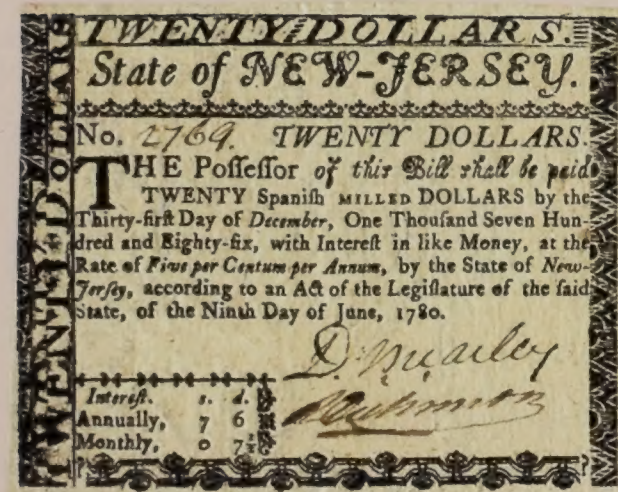 TWENTY DOLLARS.
State of NEW-JERSEY.
No. 2769. TWENTY DOLLARS.
THE Poſſeſſor of this Bill shall be paid
TWENTY Spaniſh MILLED DOLLARS by the
Thirty-firſt Day of December, One Thouſand Seven Hun-
dred and Eighty-ſix, with Intereſt in like Money, at the
Rate of Five per Centum per Annum, by the State of New-
Jerſey, according to an Act of the Legiſlature of the ſaid
State, of the Ninth Day of June, 1780.
D. Brearley
Intereſt. s. d.
Annually, 7 6
Monthly, 0 7½
TWENTY DOLLARS